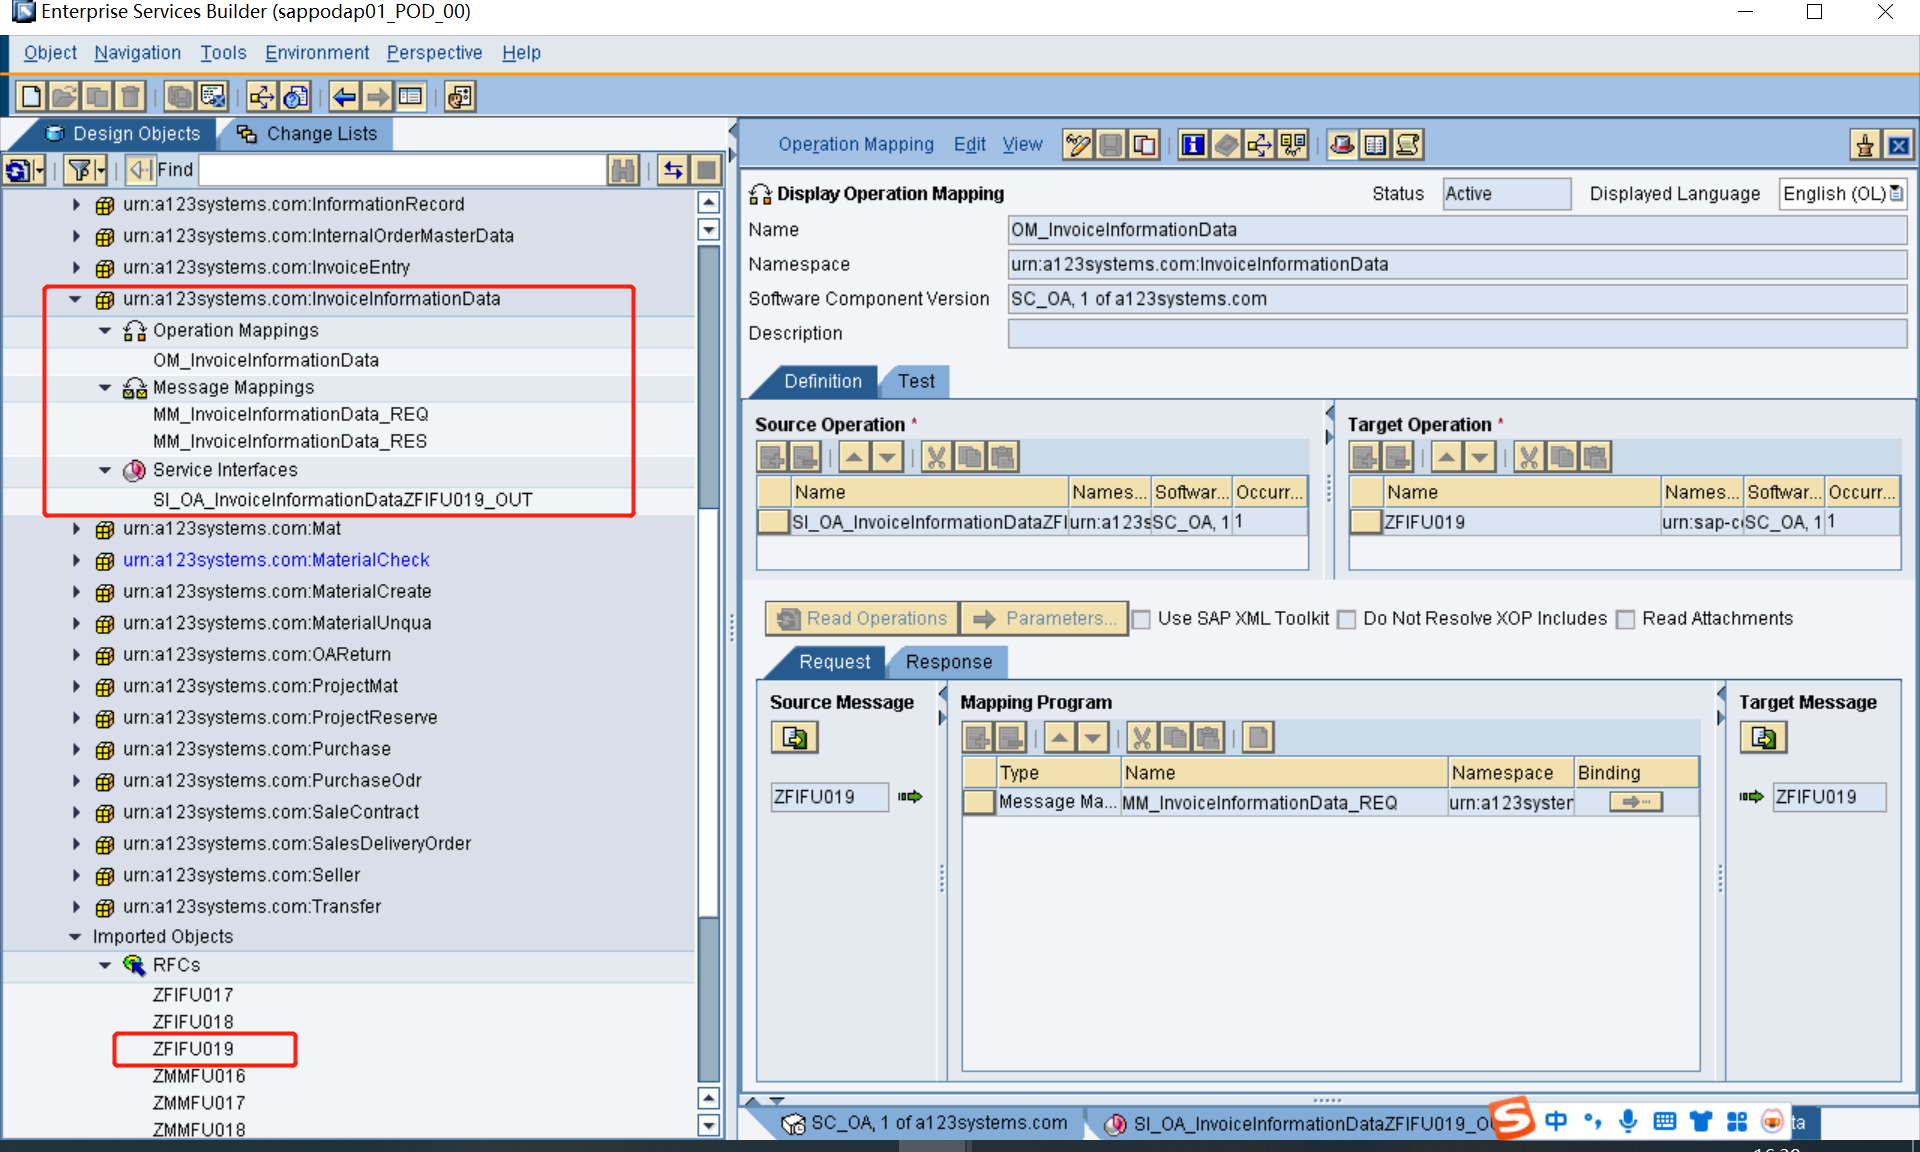 Enterprise Services Builder (sappodap01_POD_00)
Object Navigation Tools Environment Perspective Help
Design Objects Change Lists
Find
urn:a123systems.com:InformationRecord
urn:a123systems.com:InternalOrderMasterData
urn:a123systems.com:InvoiceEntry
urn:a123systems.com:InvoiceInformationData
Operation Mappings
OM_InvoiceInformationData
Message Mappings
MM_InvoiceInformationData_REQ
MM_InvoiceInformationData_RES
Service Interfaces
SI_OA_InvoiceInformationDataZFIFU019_OUT
urn:a123systems.com:Mat
urn:a123systems.com:MaterialCheck
urn:a123systems.com:MaterialCreate
urn:a123systems.com:MaterialUnqua
urn:a123systems.com:OAReturn
urn:a123systems.com:ProjectMat
urn:a123systems.com:ProjectReserve
urn:a123systems.com:Purchase
urn:a123systems.com:PurchaseOdr
urn:a123systems.com:SaleContract
urn:a123systems.com:SalesDeliveryOrder
urn:a123systems.com:Seller
urn:a123systems.com:Transfer
Imported Objects
RFCs
ZFIFU017
ZFIFU018
ZFIFU019
ZMMFU016
ZMMFU017
ZMMFU018
Operation Mapping Edit View
Display Operation Mapping Status Active Displayed Language English (OL)
Name OM_InvoiceInformationData
Namespace urn:a123systems.com:InvoiceInformationData
Software Component Version SC_OA, 1 of a123systems.com
Description
Definition Test
Source Operation *
Name Names... Softwar... Occurr...
SI_OA_InvoiceInformationDataZFI urn:a123s SC_OA, 1 1
Target Operation *
Name Names... Softwar... Occurr...
ZFIFU019 urn:sap-c SC_OA, 1 1
Read Operations Parameters... Use SAP XML Toolkit Do Not Resolve XOP Includes Read Attachments
Request Response
Source Message
ZFIFU019
Mapping Program
Type Name Namespace Binding
Message Ma... MM_InvoiceInformationData_REQ urn:a123syster
Target Message
ZFIFU019
SC_OA, 1 of a123systems.com SI_OA_InvoiceInformationDataZFIFU019_O 中 ta